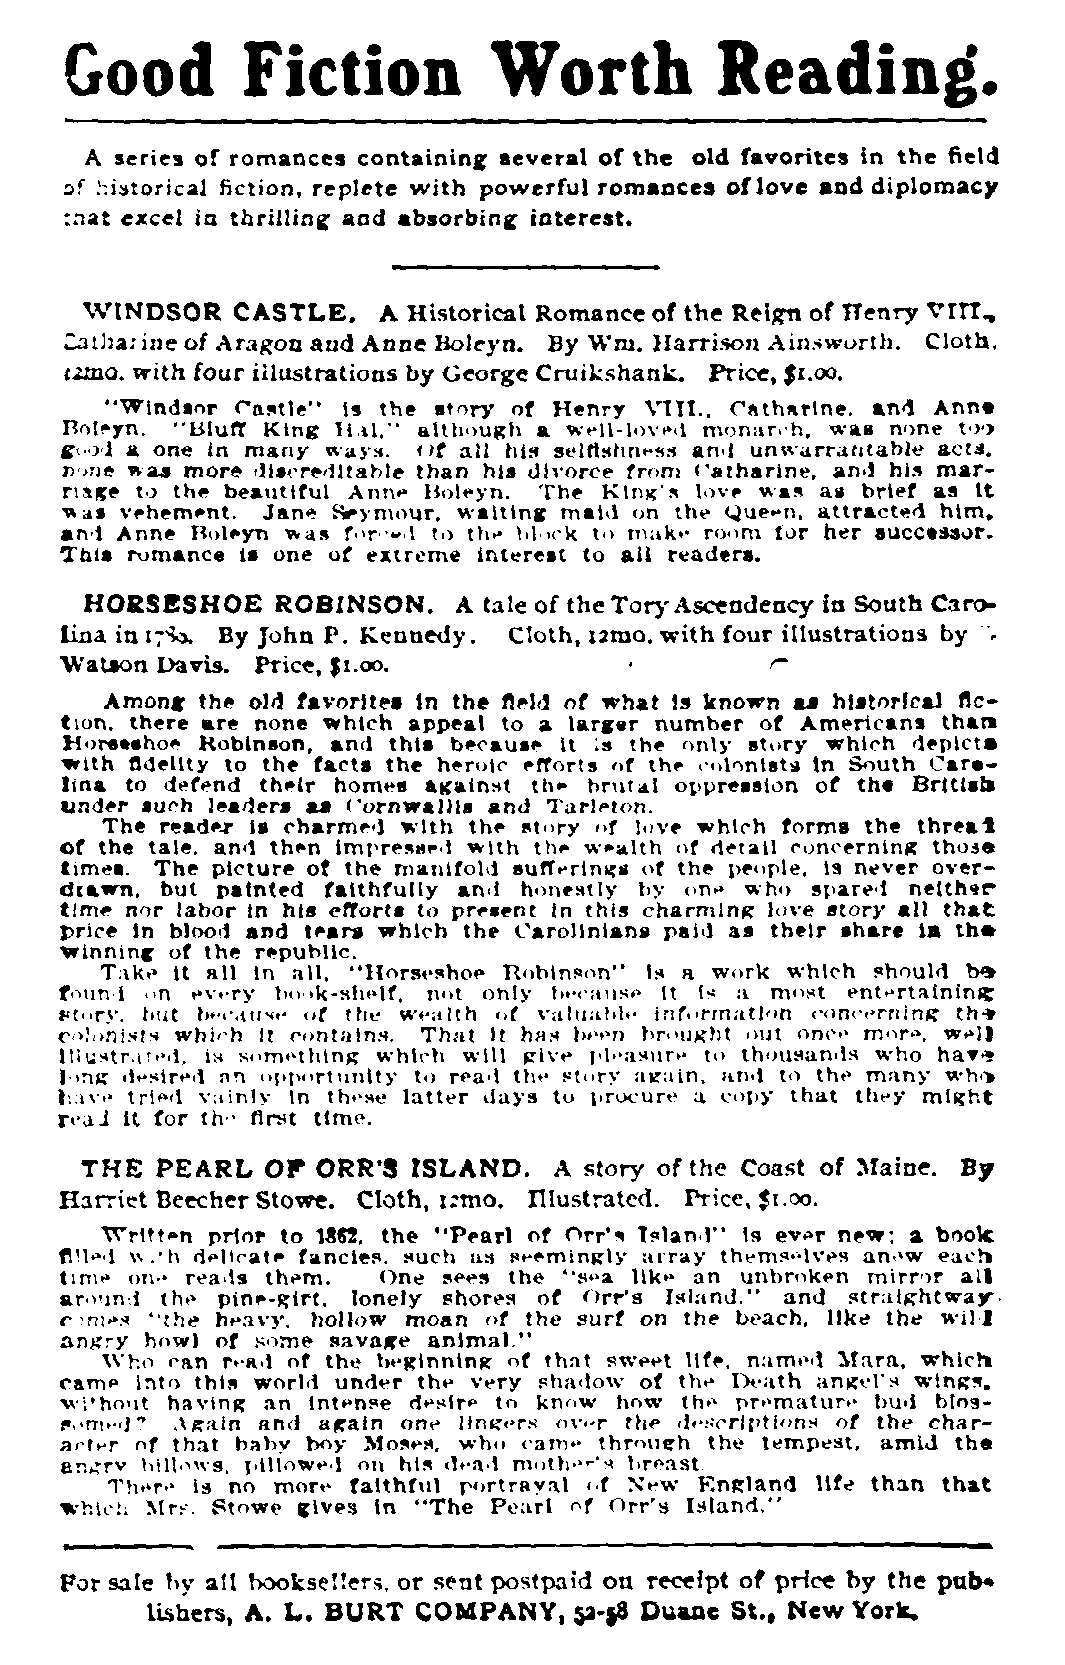 Good Fiction Worth Reading.
A series of romances containing several of the old favorites in the field
of historical fiction, replete with powerful romances of love and diplomacy
that excel in thrilling and absorbing interest.
WINDSOR CASTLE. A Historical Romance of the Reign of Henry VIII.,
Catharine of Aragon and Anne Boleyn. By Wm. Harrison Ainsworth. Cloth,
12mo. with four illustrations by George Cruikshank. Price, $1.00.
"Windsor Castle" is the story of Henry VIII., Catharine, and Anne
Boleyn. "Bluff King Hal," although a well-loved monarch, was none too
good a one in many ways. Of all his selfishness and unwarrantable acts,
none was more discreditable than his divorce from Catharine, and his mar-
riage to the beautiful Anne Boleyn. The King's love was as brief as it
was vehement. Jane Seymour, waiting maid on the Queen, attracted him,
and Anne Boleyn was forced to the block to make room for her successor.
This romance is one of extreme interest to all readers.
HORSESHOE ROBINSON. A tale of the Tory Ascendency in South Caro-
lina in 1780. By John P. Kennedy. Cloth, 12mo. with four illustrations by
Watson Davis. Price, $1.00.
Among the old favorites in the field of what is known as historical fic-
tion, there are none which appeal to a larger number of Americans than
Horseshoe Robinson, and this because it is the only story which depicts
with fidelity to the facts the heroic efforts of the colonists in South Caro-
lina to defend their homes against the brutal oppression of the British
under such leaders as Cornwallis and Tarleton.
The reader is charmed with the story of love which forms the thread
of the tale, and then impressed with the wealth of detail concerning those
times. The picture of the manifold sufferings of the people, is never over-
drawn, but painted faithfully and honestly by one who spared neither
time nor labor in his efforts to present in this charming love story all that
price in blood and tears which the Carolinians paid as their share in the
winning of the republic.
Take it all in all, "Horseshoe Robinson" is a work which should be
found on every book-shelf, not only because it is a most entertaining
story, but because of the wealth of valuable information concerning the
colonists which it contains. That it has been brought out once more, well
illustrated, is something which will give pleasure to thousands who have
long desired an opportunity to read the story again, and to the many who
have tried vainly in these latter days to procure a copy that they might
read it for the first time.
THE PEARL OF ORR'S ISLAND. A story of the Coast of Maine. By
Harriet Beecher Stowe. Cloth, 12mo. Illustrated. Price, $1.00.
Written prior to 1862, the "Pearl of Orr's Island" is ever new; a book
filled with delicate fancies, such as seemingly array themselves anew each
time one reads them. One sees the "sea like an unbroken mirror all
around the pine-girt, lonely shores of Orr's Island," and straightway
comes "the heavy, hollow moan of the surf on the beach, like the wild
angry howl of some savage animal."
Who can read of the beginning of that sweet life, named Mara, which
came into this world under the very shadow of the Death angel's wings,
without having an intense desire to know how the premature bud blos-
somed? Again and again one lingers over the descriptions of the char-
acter of that baby boy Moses, who came through the tempest, amid the
angry billows, pillowed on his dead mother's breast.
There is no more faithful portrayal of New England life than that
which Mrs. Stowe gives in "The Pearl of Orr's Island."
For sale by all booksellers, or sent postpaid on receipt of price by the pub-
lishers, A. L. BURT COMPANY, 52-58 Duane St., New York.